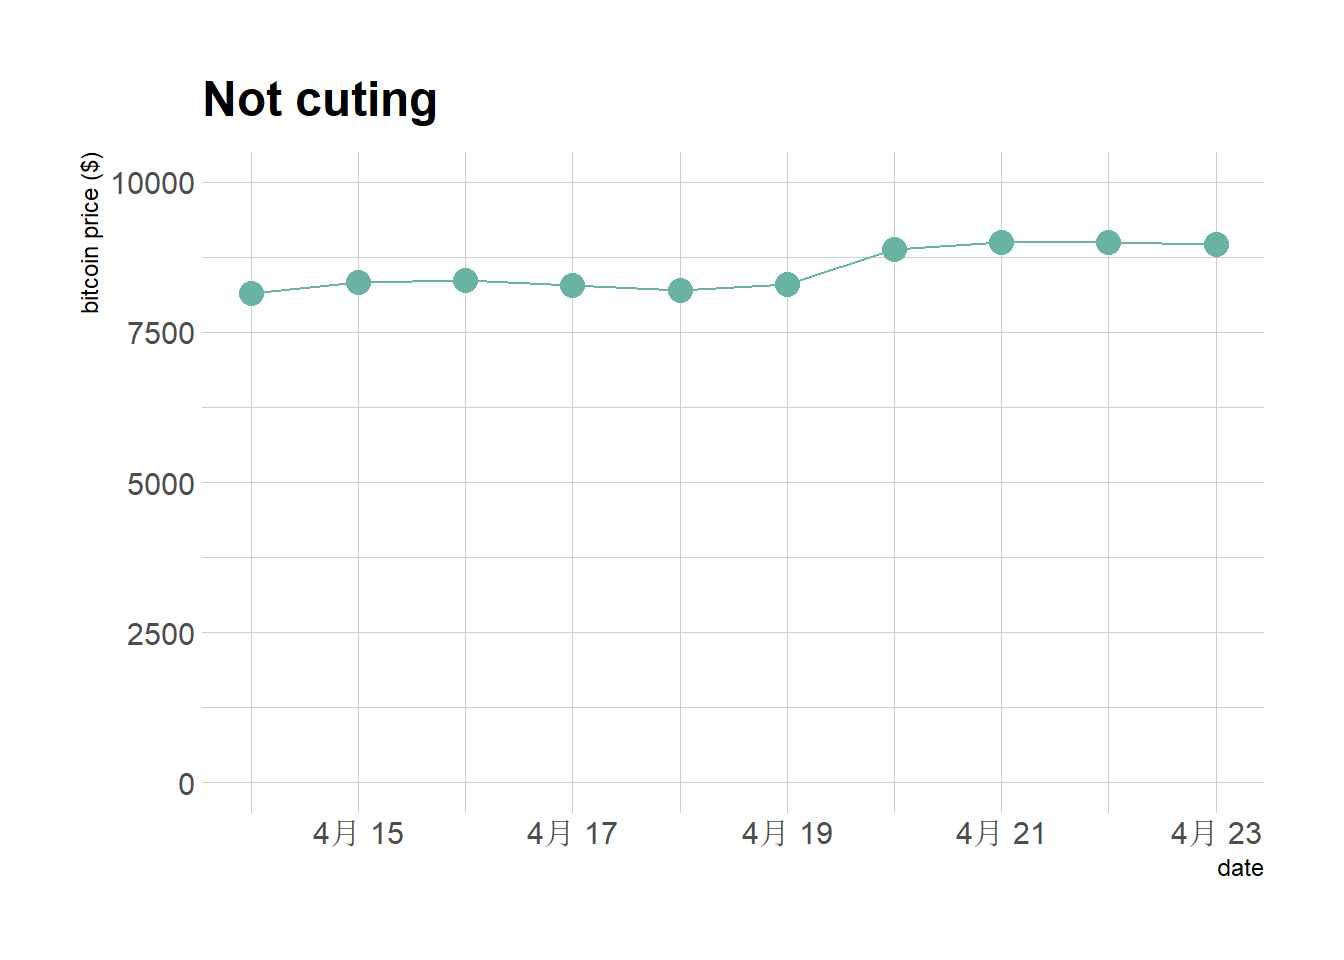 Not cuting
bitcoin price ($)
10000
7500
5000
2500
0
4月 15
4月 17
4月 19
4月 21
4月 23
date